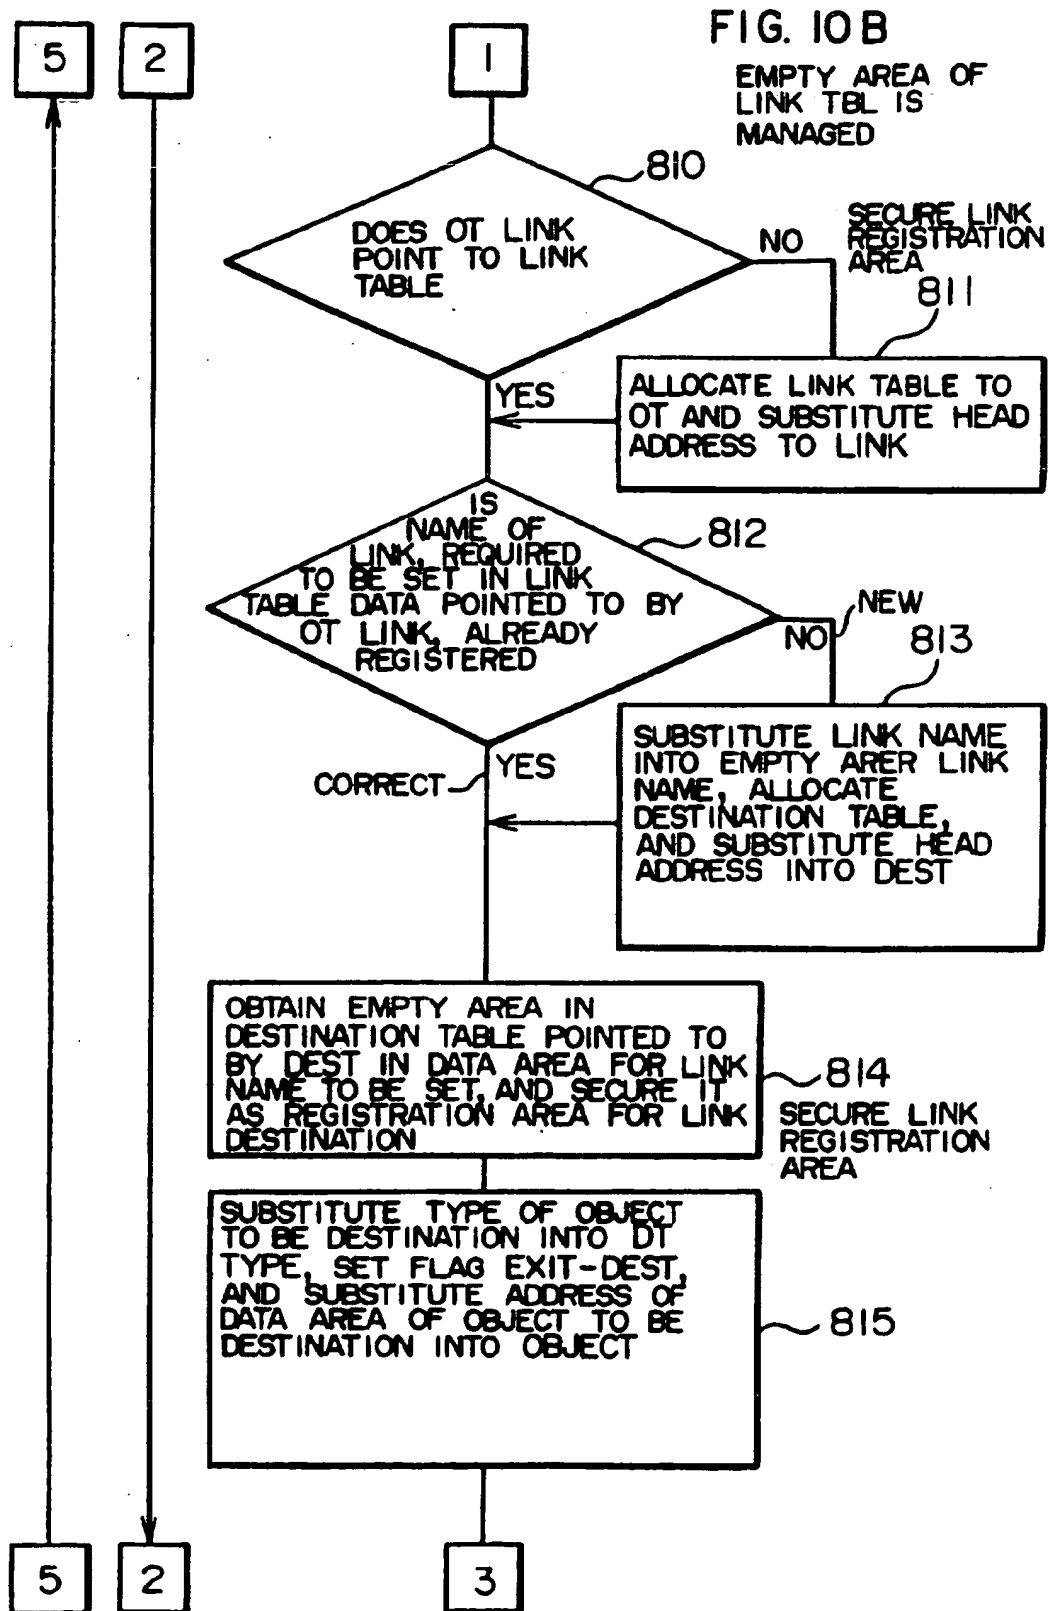 FIG. 10B
5
2
1
EMPTY AREA OF
LINK TBL IS
MANAGED
810
DOES OT LINK
POINT TO LINK
TABLE
NO
SECURE LINK
REGISTRATION
AREA
811
YES
ALLOCATE LINK TABLE TO
OT AND SUBSTITUTE HEAD
ADDRESS TO LINK
IS
NAME OF
LINK, REQUIRED
TO BE SET IN LINK
TABLE DATA POINTED TO BY
OT LINK, ALREADY
REGISTERED
812
NEW
NO
813
SUBSTITUTE LINK NAME
INTO EMPTY ARER LINK
NAME, ALLOCATE
DESTINATION TABLE,
AND SUBSTITUTE HEAD
ADDRESS INTO DEST
CORRECT
YES
OBTAIN EMPTY AREA IN
DESTINATION TABLE POINTED TO
BY DEST IN DATA AREA FOR LINK
NAME TO BE SET, AND SECURE IT
AS REGISTRATION AREA FOR LINK
DESTINATION
814
SECURE LINK
REGISTRATION
AREA
SUBSTITUTE TYPE OF OBJECT
TO BE DESTINATION INTO DT
TYPE, SET FLAG EXIT-DEST,
AND SUBSTITUTE ADDRESS OF
DATA AREA OF OBJECT TO BE
DESTINATION INTO OBJECT
815
5
2
3